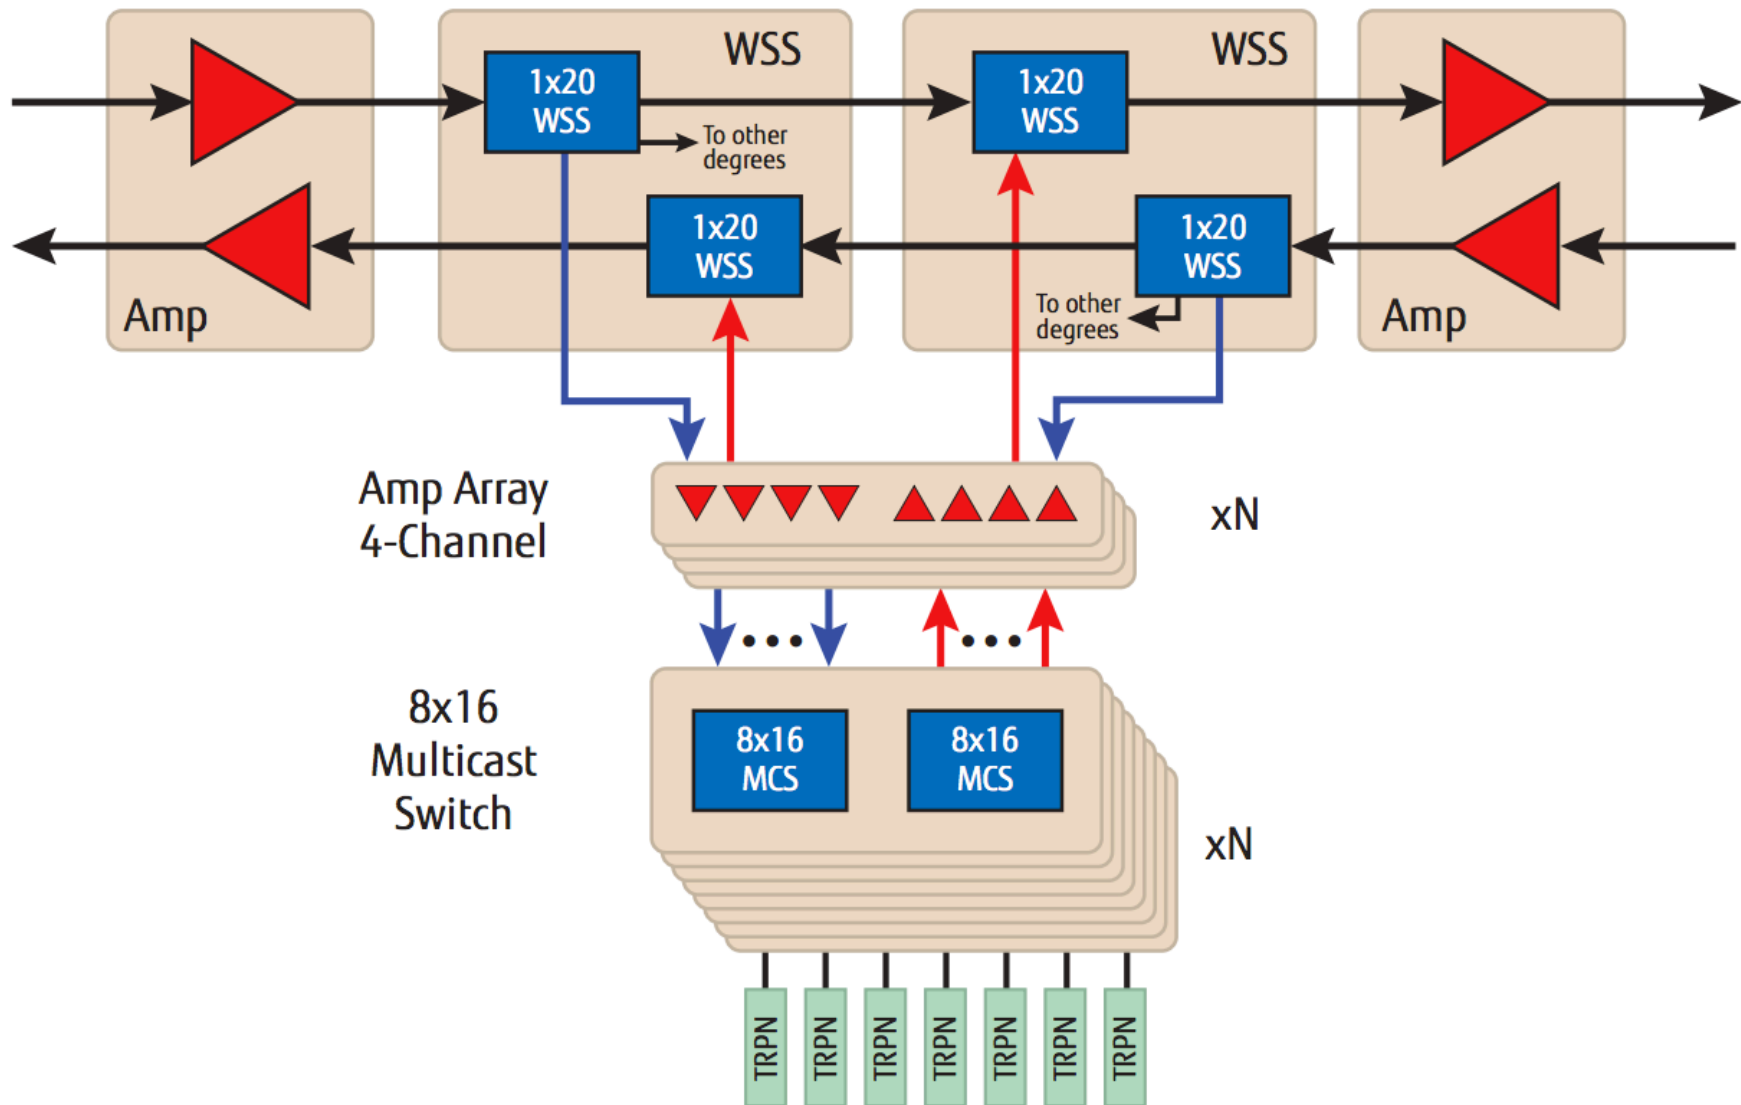 WSS
WSS
1x20
WSS
1x20
WSS
To other
degrees
1x20
WSS
1x20
WSS
To other
degrees
Amp
Amp
Amp Array
4-Channel
xN
8x16
Multicast
Switch
8x16
MCS
8x16
MCS
xN
TRPN
TRPN
TRPN
TRPN
TRPN
TRPN
TRPN